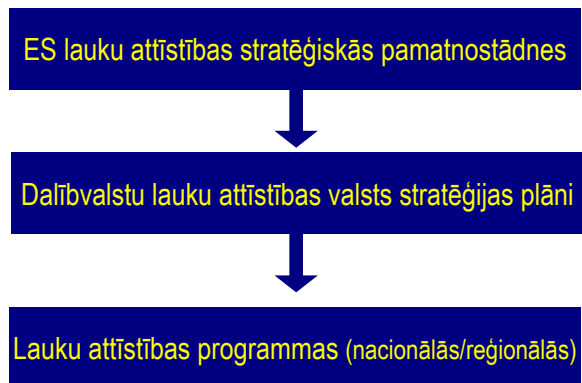 ES lauku attīstības stratēģiskās pamatnostādnes
Dalībvalstu lauku attīstības valsts stratēģijas plāni
Lauku attīstības programmas (nacionālās/reģionālās)